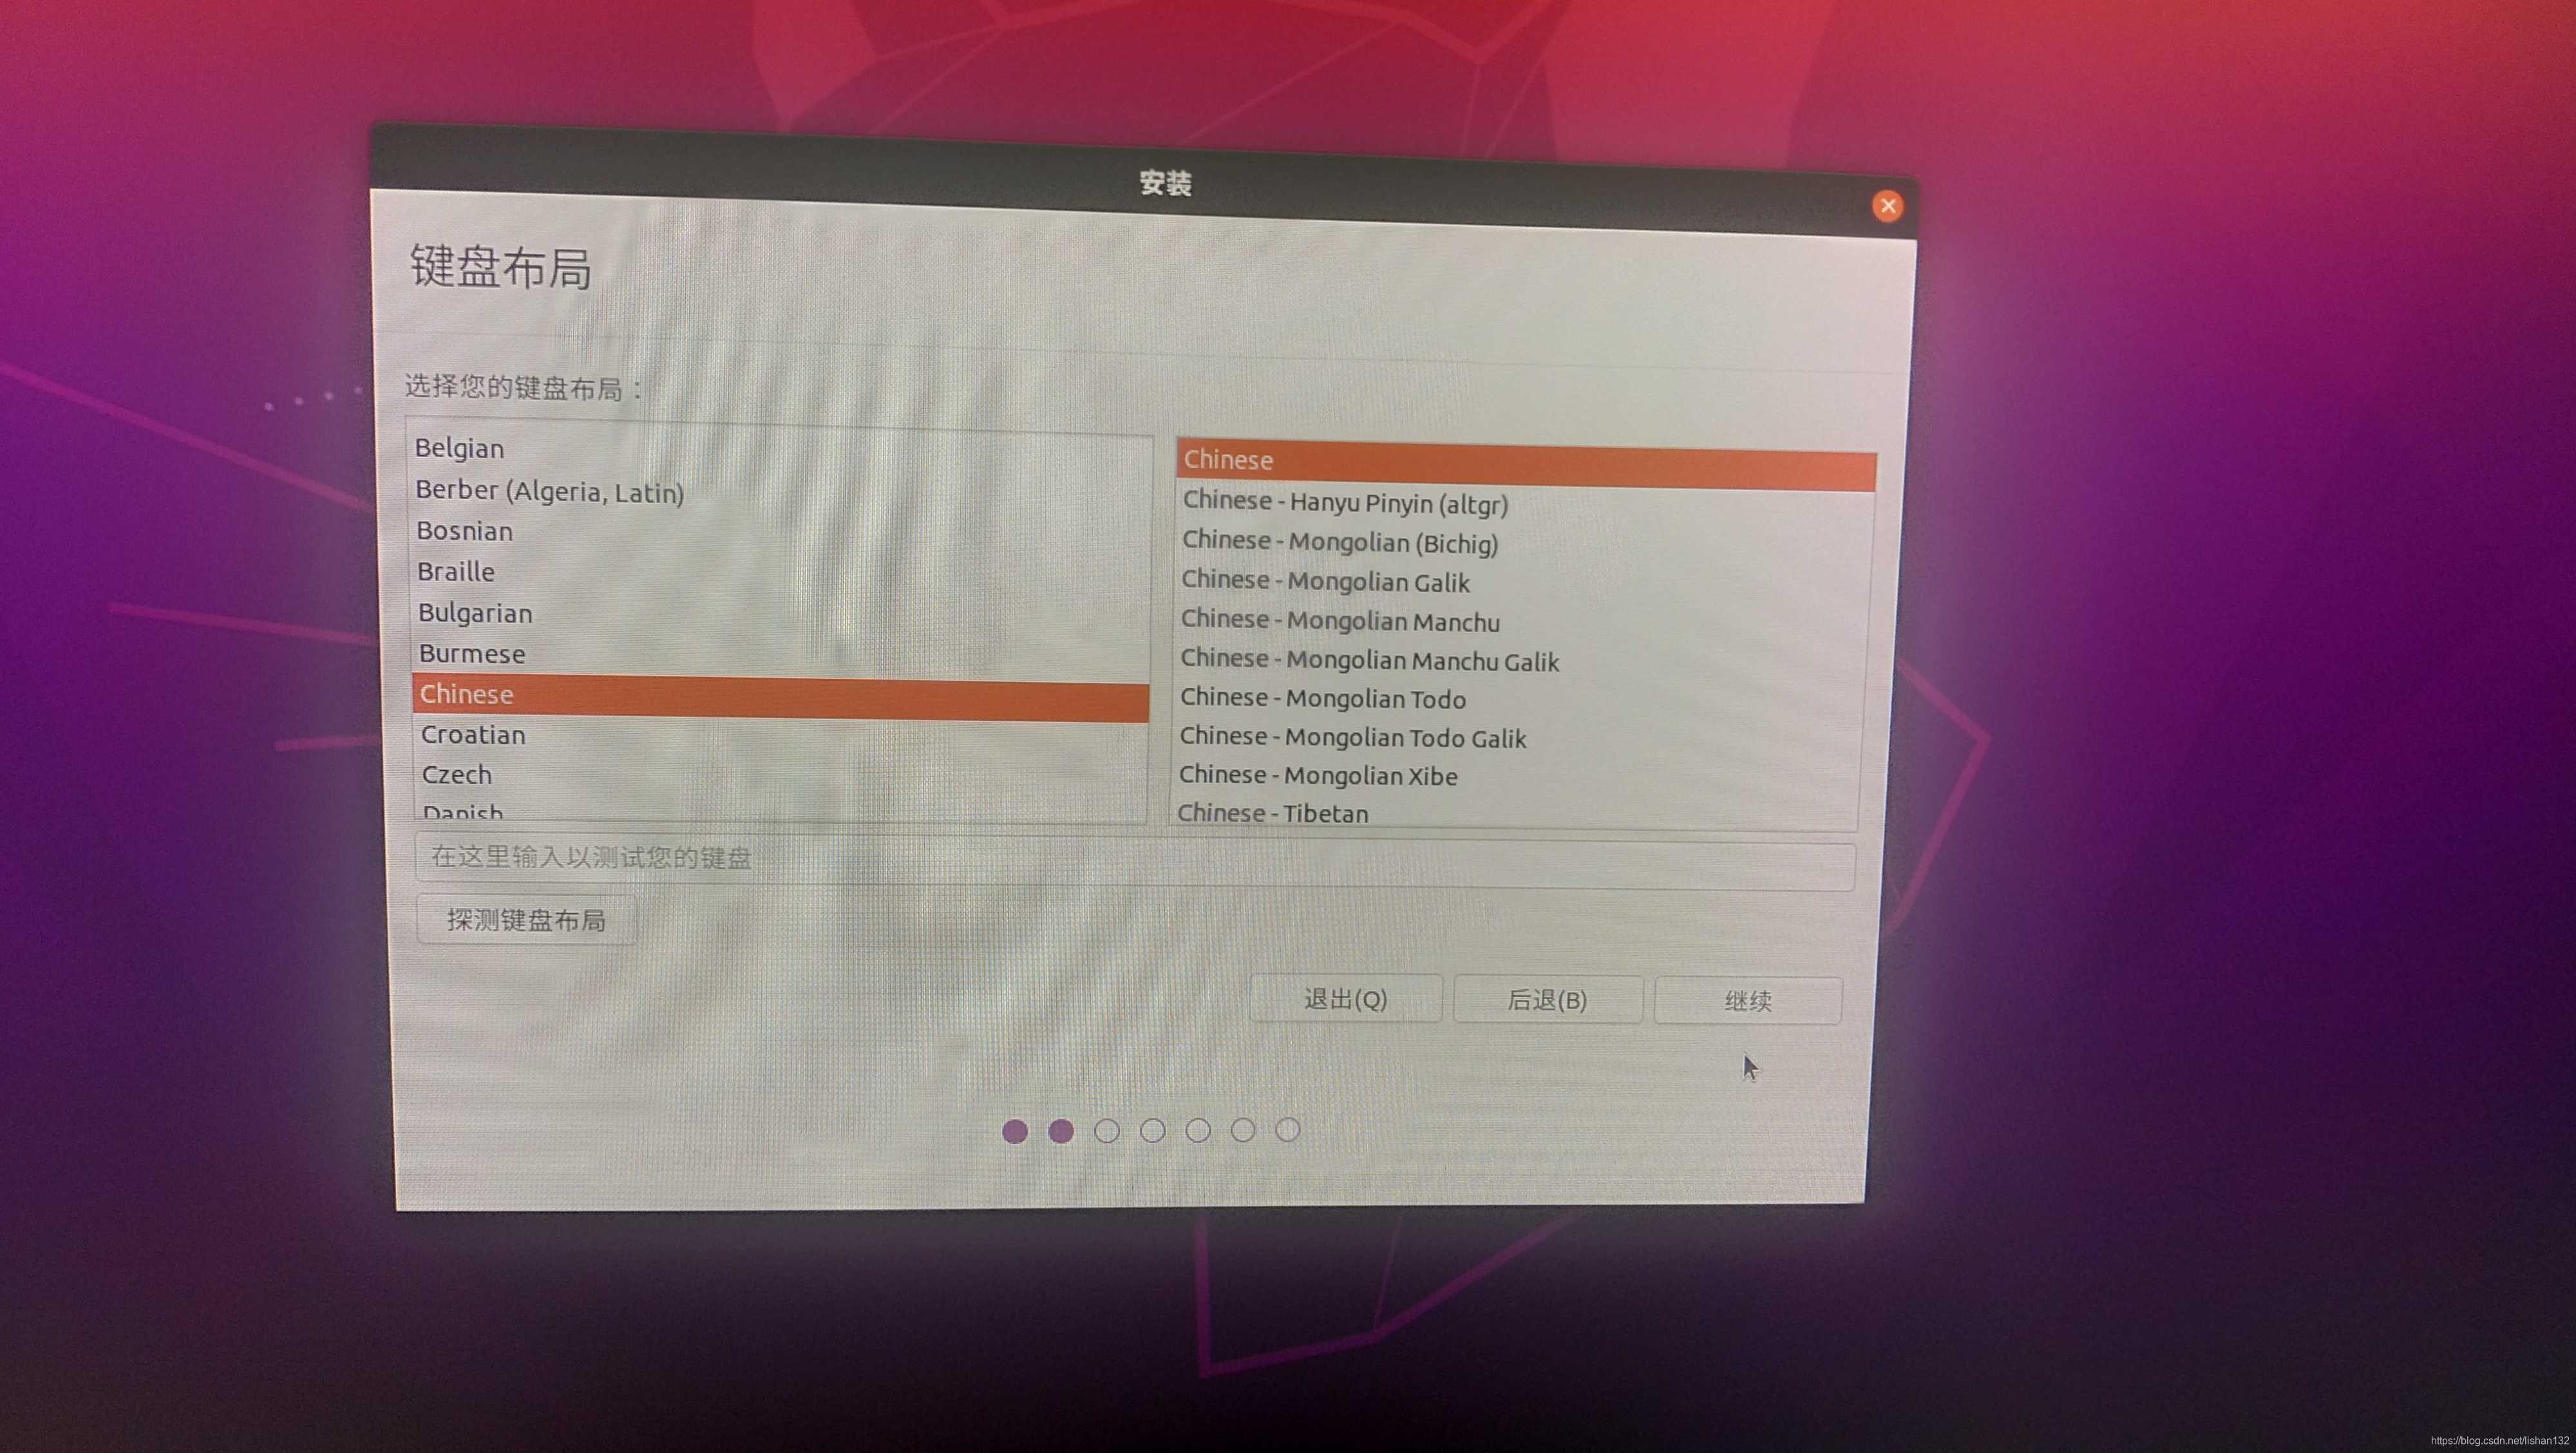 安装
键盘布局
选择您的键盘布局：
Belgian
Berber (Algeria, Latin)
Bosnian
Braille
Bulgarian
Burmese
Chinese
Croatian
Czech
Danish
Chinese
Chinese - Hanyu Pinyin (altgr)
Chinese - Mongolian (Bichig)
Chinese - Mongolian Galik
Chinese - Mongolian Manchu
Chinese - Mongolian Manchu Galik
Chinese - Mongolian Todo
Chinese - Mongolian Todo Galik
Chinese - Mongolian Xibe
Chinese - Tibetan
在这里输入以测试您的键盘
探测键盘布局
退出(Q) 后退(B) 继续
https://blog.csdn.net/lishan132